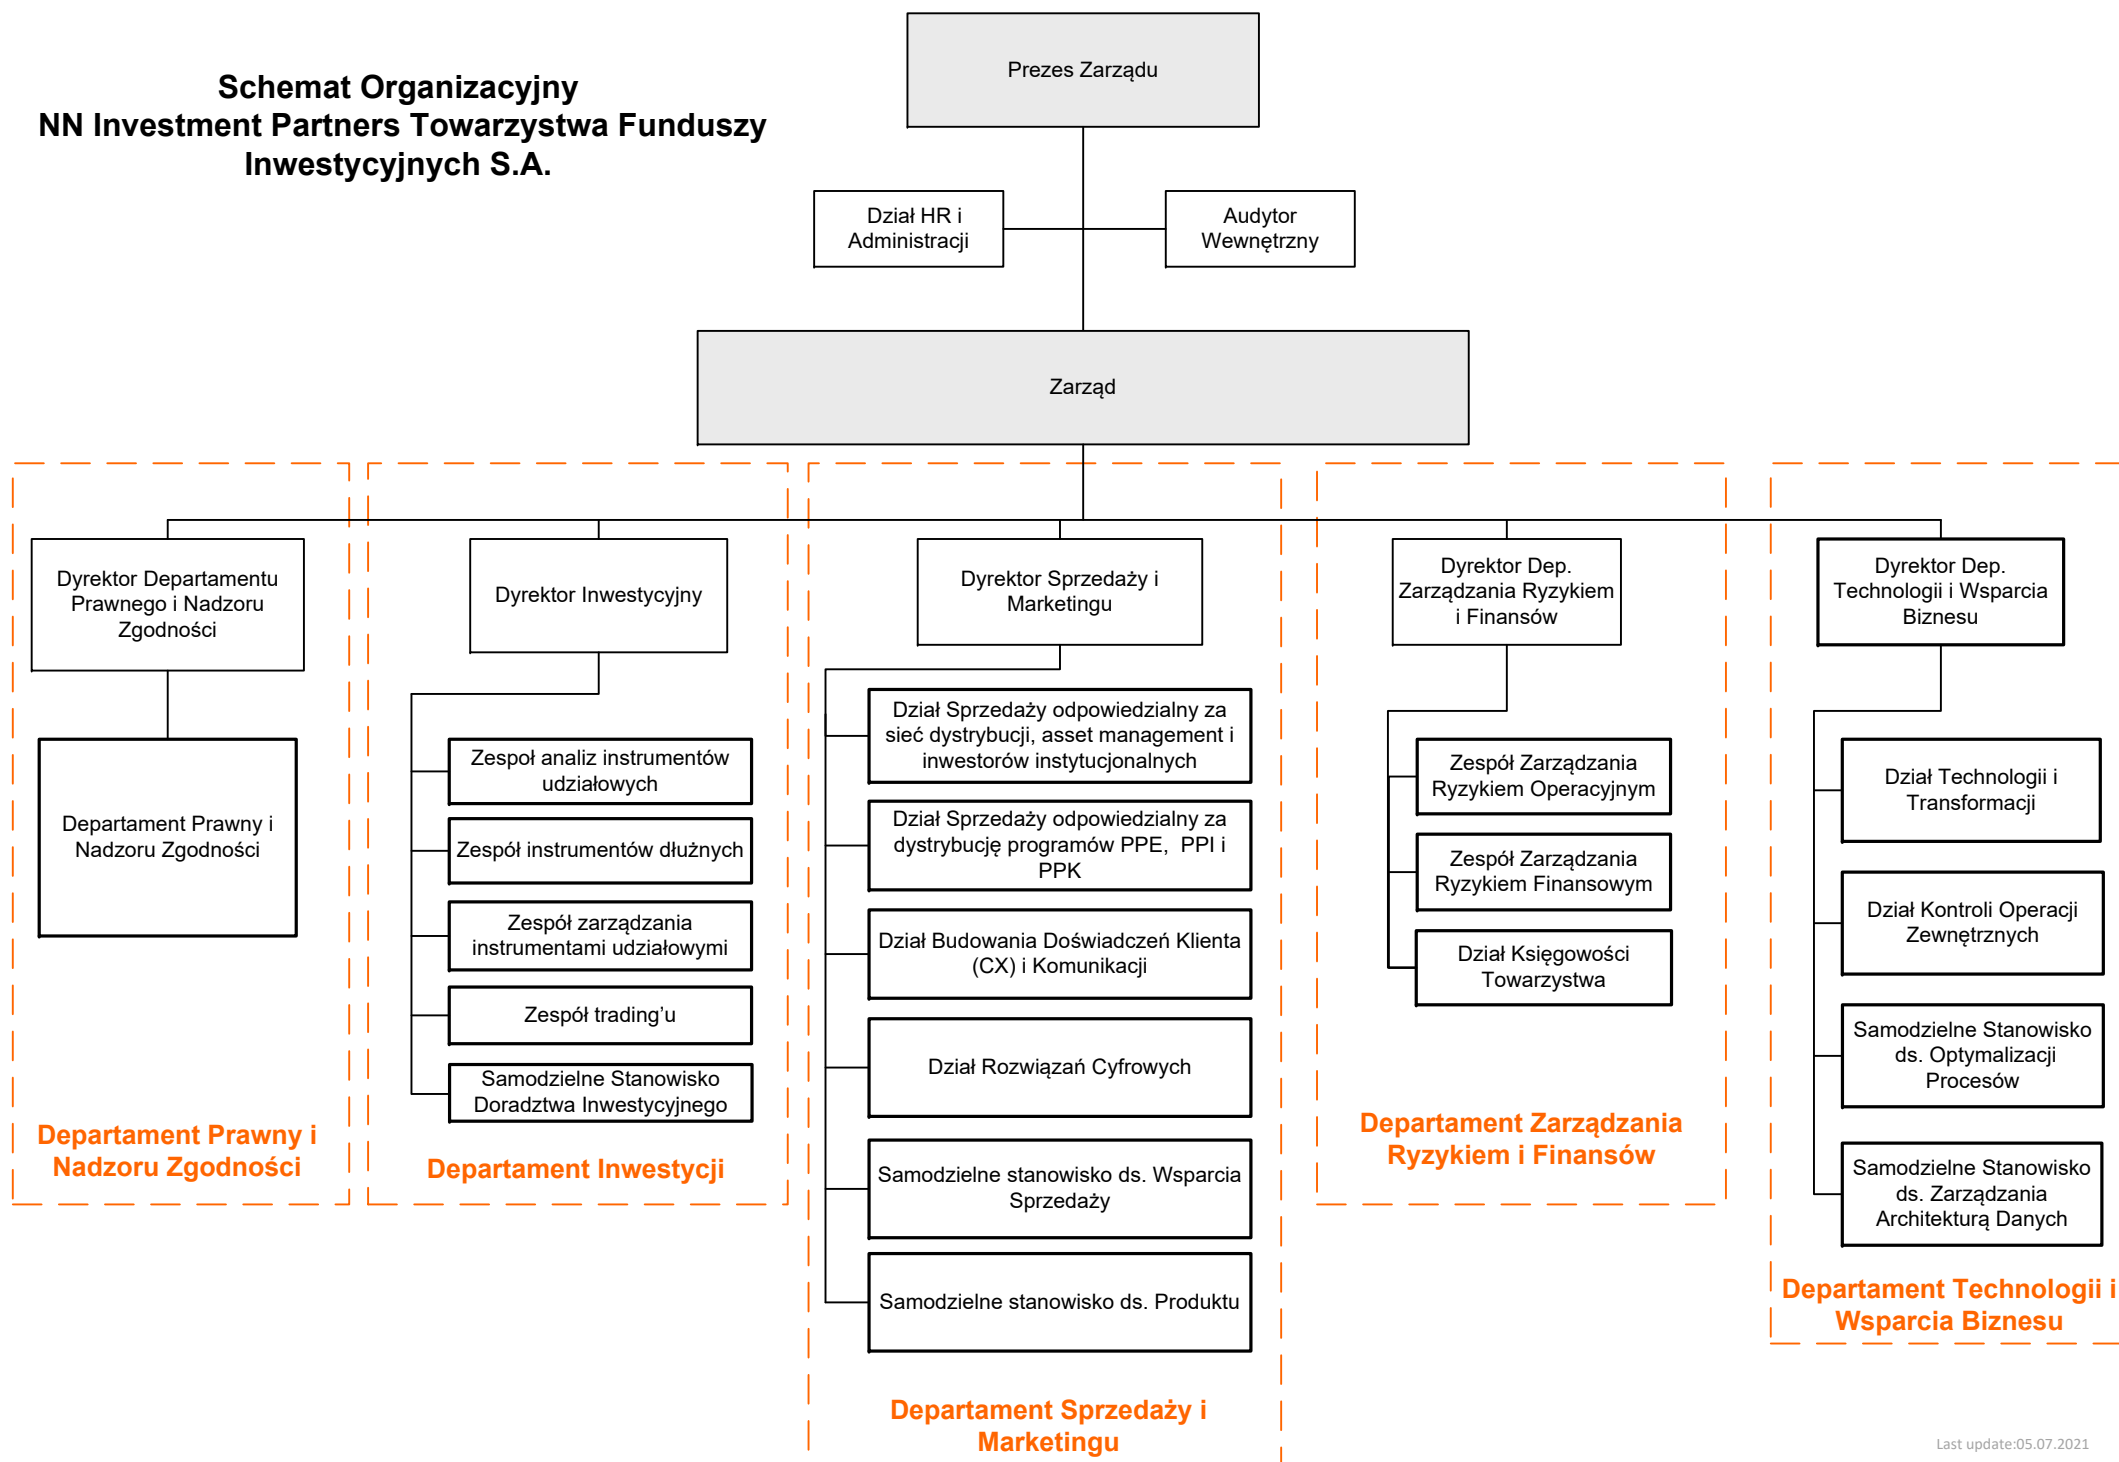 Schemat Organizacyjny
NN Investment Partners Towarzystwa Funduszy
Inwestycyjnych S.A.
Prezes Zarządu
Dział HR i
Administracji
Audytor
Wewnętrzny
Zarząd
Dyrektor Departamentu
Prawnego i Nadzoru
Zgodności
Departament Prawny i
Nadzoru Zgodności
Departament Prawny i
Nadzoru Zgodności
Dyrektor Inwestycyjny
Zespoł analiz instrumentów
udziałowych
Zespół instrumentów dłużnych
Zespół zarządzania
instrumentami udziałowymi
Zespół trading’u
Samodzielne Stanowisko
Doradztwa Inwestycyjnego
Departament Inwestycji
Dyrektor Sprzedaży i
Marketingu
Dział Sprzedaży odpowiedzialny za
sieć dystrybucji, asset management i
inwestorów instytucjonalnych
Dział Sprzedaży odpowiedzialny za
dystrybucję programów PPE, PPI i
PPK
Dział Budowania Doświadczeń Klienta
(CX) i Komunikacji
Dział Rozwiązań Cyfrowych
Samodzielne stanowisko ds. Wsparcia
Sprzedaży
Samodzielne stanowisko ds. Produktu
Departament Sprzedaży i
Marketingu
Dyrektor Dep.
Zarządzania Ryzykiem
i Finansów
Zespół Zarządzania
Ryzykiem Operacyjnym
Zespół Zarządzania
Ryzykiem Finansowym
Dział Księgowości
Towarzystwa
Departament Zarządzania
Ryzykiem i Finansów
Dyrektor Dep.
Technologii i Wsparcia
Biznesu
Dział Technologii i
Transformacji
Dział Kontroli Operacji
Zewnętrznych
Samodzielne Stanowisko
ds. Optymalizacji
Procesów
Samodzielne Stanowisko
ds. Zarządzania
Architekturą Danych
Departament Technologii i
Wsparcia Biznesu
Last update:05.07.2021